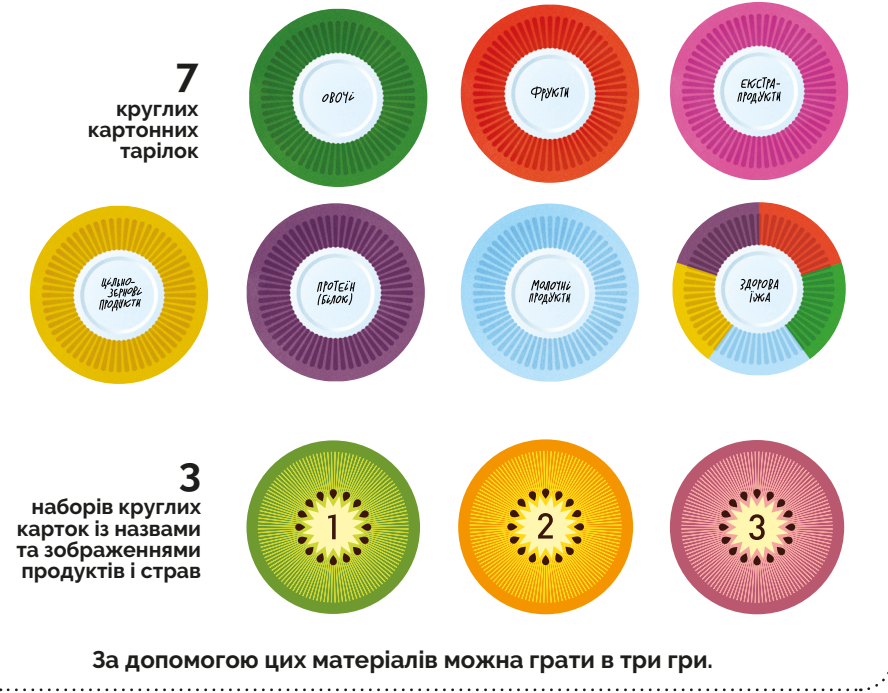 7
круглих
картонних
тарілок
ОВОЧІ
ФРУКТИ
ЕКСТРА-
ПРОДУКТИ
ЦІЛЬНО-
ЗЕРНОВІ
ПРОДУКТИ
ПРОТЕЇН
(БІЛОК)
МОЛОЧНІ
ПРОДУКТИ
ЗДОРОВА
ЇЖА
3
наборів круглих
карток із назвами
та зображеннями
продуктів і страв
1
2
3
За допомогою цих матеріалів можна грати в три гри.